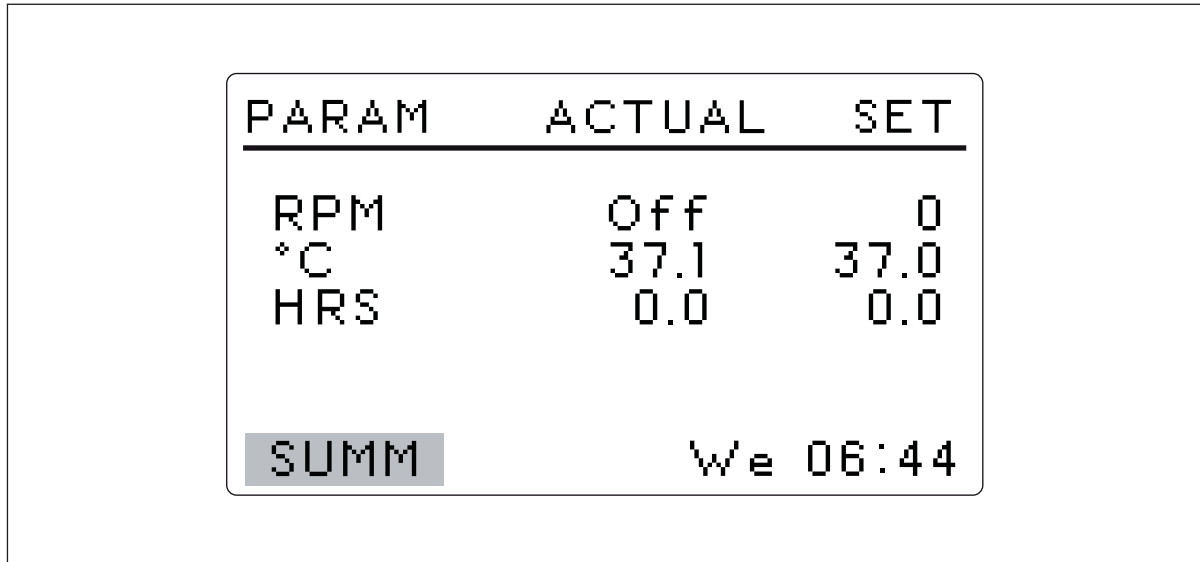 PARAM ACTUAL SET
RPM Off 0
°C 37.1 37.0
HRS 0.0 0.0
SUMM We 06:44